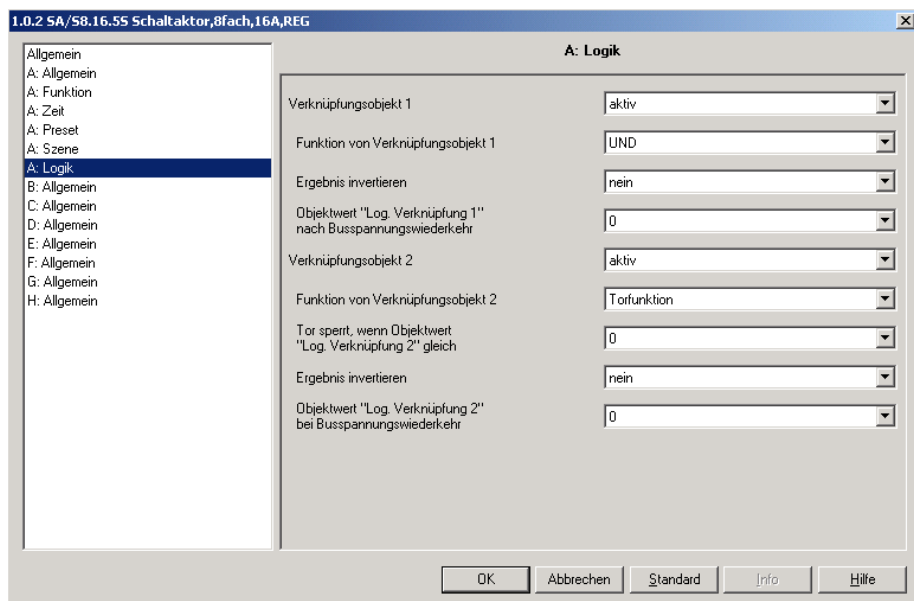 1.0.2 SA/S8.16.5S Schaltaktor,8fach,16A,REG
Allgemein
A: Allgemein
A: Funktion
A: Zeit
A: Preset
A: Szene
A: Logik
B: Allgemein
C: Allgemein
D: Allgemein
E: Allgemein
F: Allgemein
G: Allgemein
H: Allgemein
A: Logik
Verknüpfungsobjekt 1
aktiv
Funktion von Verknüpfungsobjekt 1
UND
Ergebnis invertieren
nein
Objektwert "Log. Verknüpfung 1"
nach Busspannungswiederkehr
0
Verknüpfungsobjekt 2
aktiv
Funktion von Verknüpfungsobjekt 2
Torfunktion
Tor sperrt, wenn Objektwert
"Log. Verknüpfung 2" gleich
0
Ergebnis invertieren
nein
Objektwert "Log. Verknüpfung 2"
bei Busspannungswiederkehr
0
OK
Abbrechen
Standard
Info
Hilfe